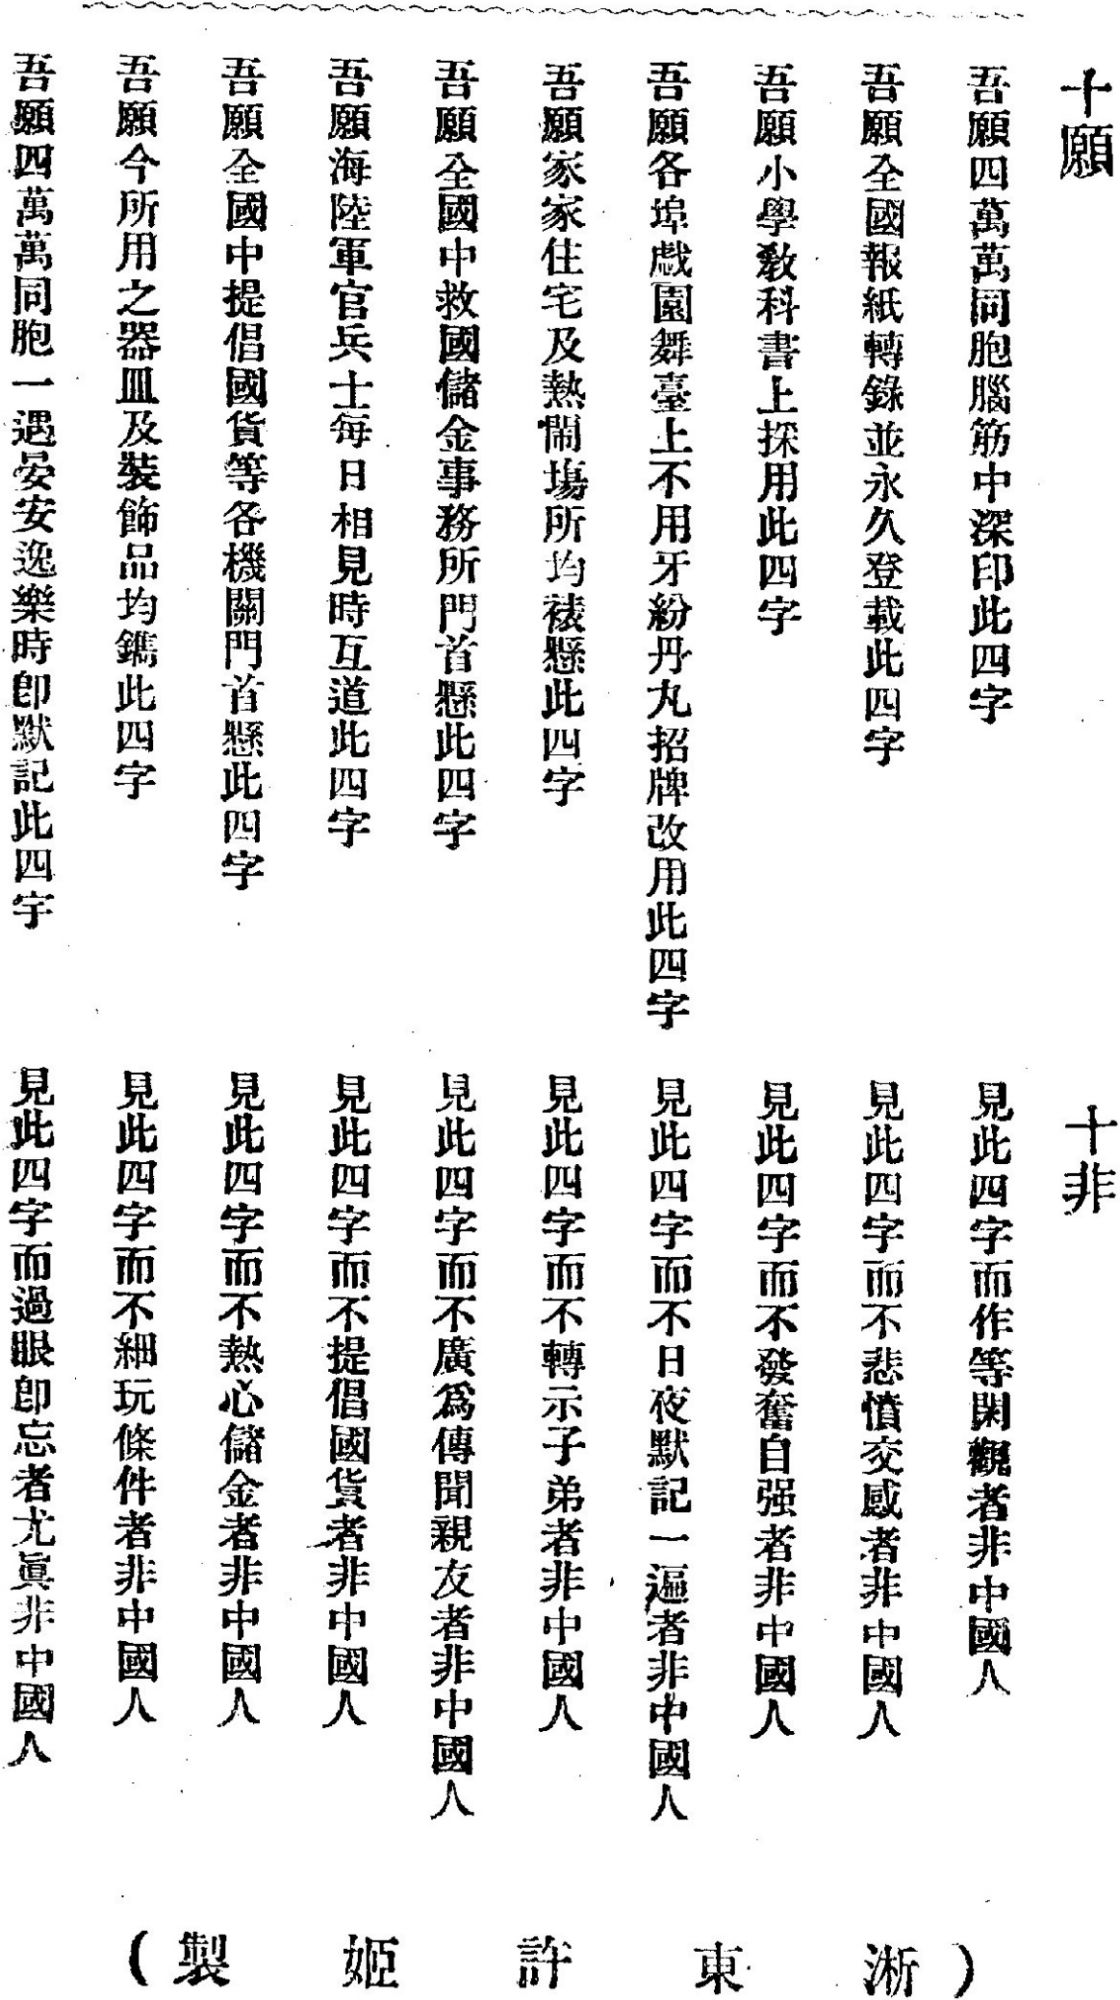 十願
吾願四萬萬同胞腦筋中深印此四字
吾願全國報紙轉錄並永久登載此四字
吾願小學敎科書上採用此四字
吾願各埠戲園舞臺上不用牙紛丹丸招牌改用此四字
吾願家家住宅及熱閙塲所均裱懸此四字
吾願全國中救國儲金事務所門首懸此四字
吾願海陸軍官兵士每日相見時互道此四字
吾願全國中提倡國貨等各機關門首懸此四字
吾願今所用之器皿及裝飾品均鐫此四字
吾願四萬萬同胞一遇晏安逸樂時卽默記此四字
十非
見此四字而作等閑觀者非中國人
見此四字而不悲憤交感者非中國人
見此四字而不發奮自强者非中國人
見此四字而不日夜默記一遍者非中國人
見此四字而不轉示子弟者非中國人
見此四字而不廣爲傳聞親友者非中國人
見此四字而不提倡國貨者非中國人
見此四字而不熱心儲金者非中國人
見此四字而不細玩條件者非中國人
見此四字而過眼卽忘者尤眞非中國人
(淅東許姬製)